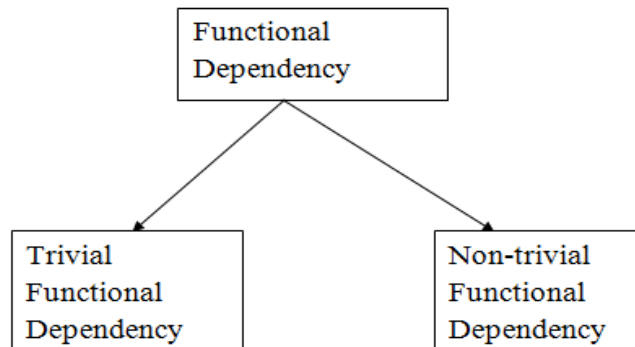 Functional
Dependency
Trivial
Functional
Dependency
Non-trivial
Functional
Dependency